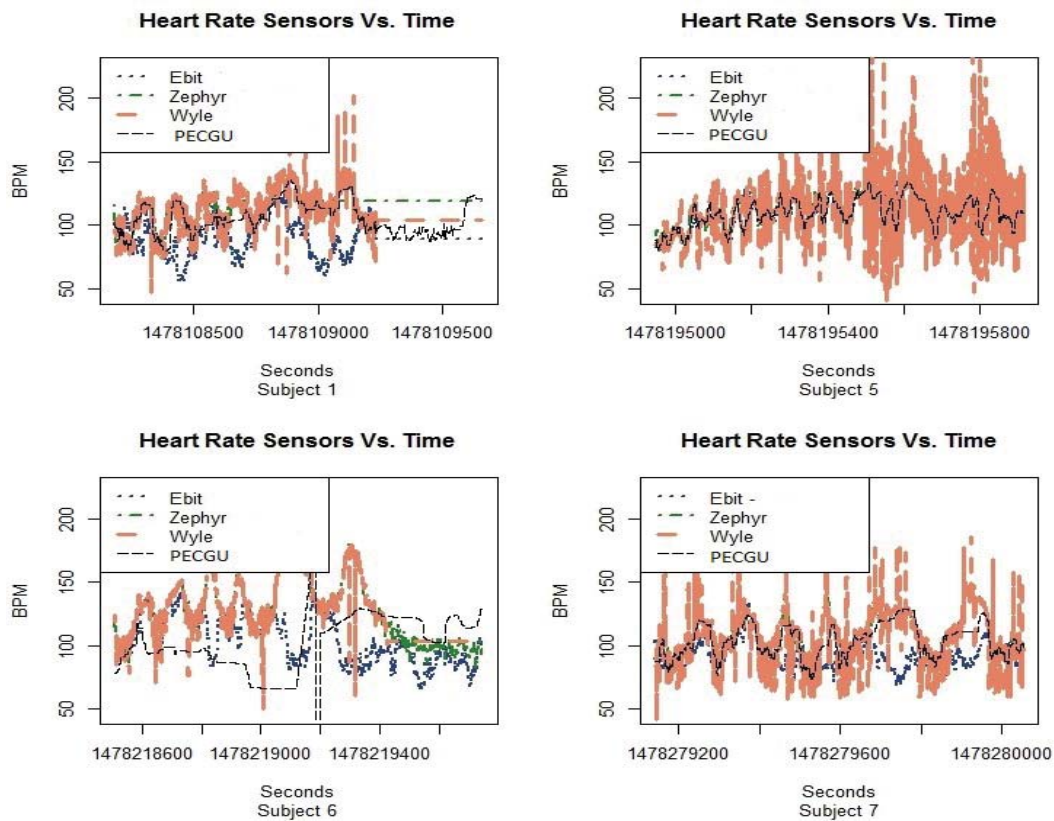 Heart Rate Sensors Vs. Time
BPM
200
150
100
50
Ebit
Zephyr
Wyle
PECGU
1478108500 1478109000 1478109500
Seconds
Subject 1
Heart Rate Sensors Vs. Time
BPM
200
150
100
50
Ebit
Zephyr
Wyle
PECGU
1478195000 1478195400 1478195800
Seconds
Subject 5
Heart Rate Sensors Vs. Time
BPM
200
150
100
50
Ebit
Zephyr
Wyle
PECGU
1478218600 1478219000 1478219400
Seconds
Subject 6
Heart Rate Sensors Vs. Time
BPM
200
150
100
50
Ebit -
Zephyr
Wyle
PECGU
1478279200 1478279600 1478280000
Seconds
Subject 7